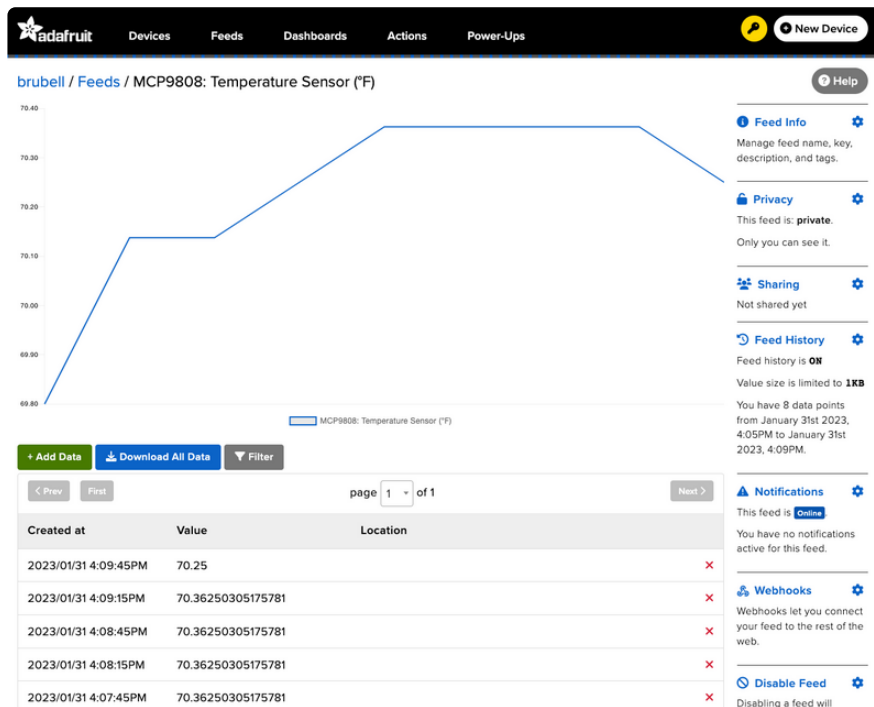 adafruit Devices Feeds Dashboards Actions Power-Ups New Device
brubell / Feeds / MCP9808: Temperature Sensor (°F)
Help
70.40
70.30
70.20
70.10
70.00
69.90
69.80
MCP9808: Temperature Sensor (°F)
+ Add Data Download All Data Filter
< Prev First page 1 of 1 Next >
Created at Value Location
2023/01/31 4:09:45PM 70.25
2023/01/31 4:09:15PM 70.36250305175781
2023/01/31 4:08:45PM 70.36250305175781
2023/01/31 4:08:15PM 70.36250305175781
2023/01/31 4:07:45PM 70.36250305175781
Feed Info
Manage feed name, key,
description, and tags.
Privacy
This feed is: private.
Only you can see it.
Sharing
Not shared yet
Feed History
Feed history is ON
Value size is limited to 1KB
You have 8 data points
from January 31st 2023,
4:05PM to January 31st
2023, 4:09PM.
Notifications
This feed is Online.
You have no notifications
active for this feed.
Webhooks
Webhooks let you connect
your feed to the rest of the
web.
Disable Feed
Disabling a feed will